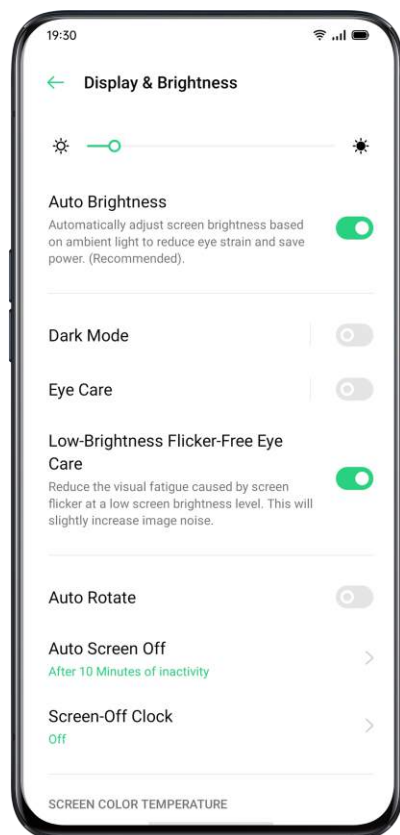 19:30
Display & Brightness
Auto Brightness
Automatically adjust screen brightness based
on ambient light to reduce eye strain and save
power. (Recommended).
Dark Mode
Eye Care
Low-Brightness Flicker-Free Eye
Care
Reduce the visual fatigue caused by screen
flicker at a low screen brightness level. This will
slightly increase image noise.
Auto Rotate
Auto Screen Off
After 10 Minutes of inactivity
Screen-Off Clock
Off
SCREEN COLOR TEMPERATURE